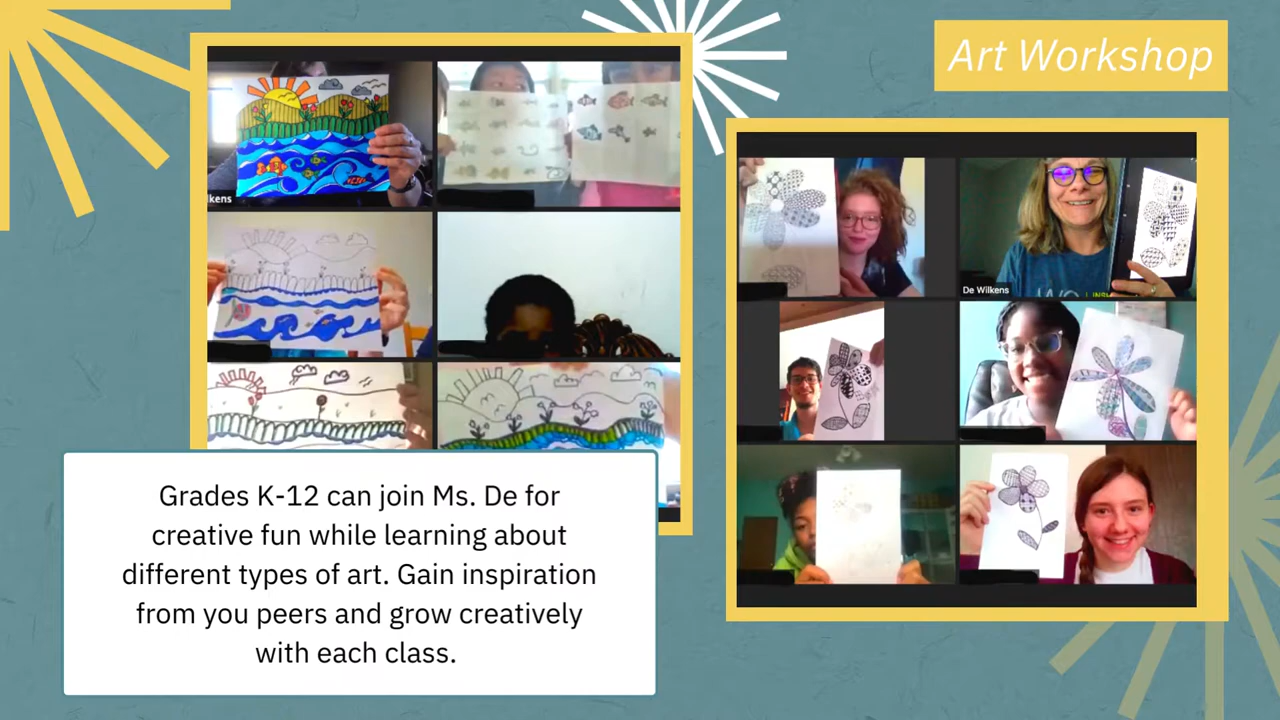 Art Workshop
lkens
De Wilkens
Grades K-12 can join Ms. De for
creative fun while learning about
different types of art. Gain inspiration
from you peers and grow creatively
with each class.